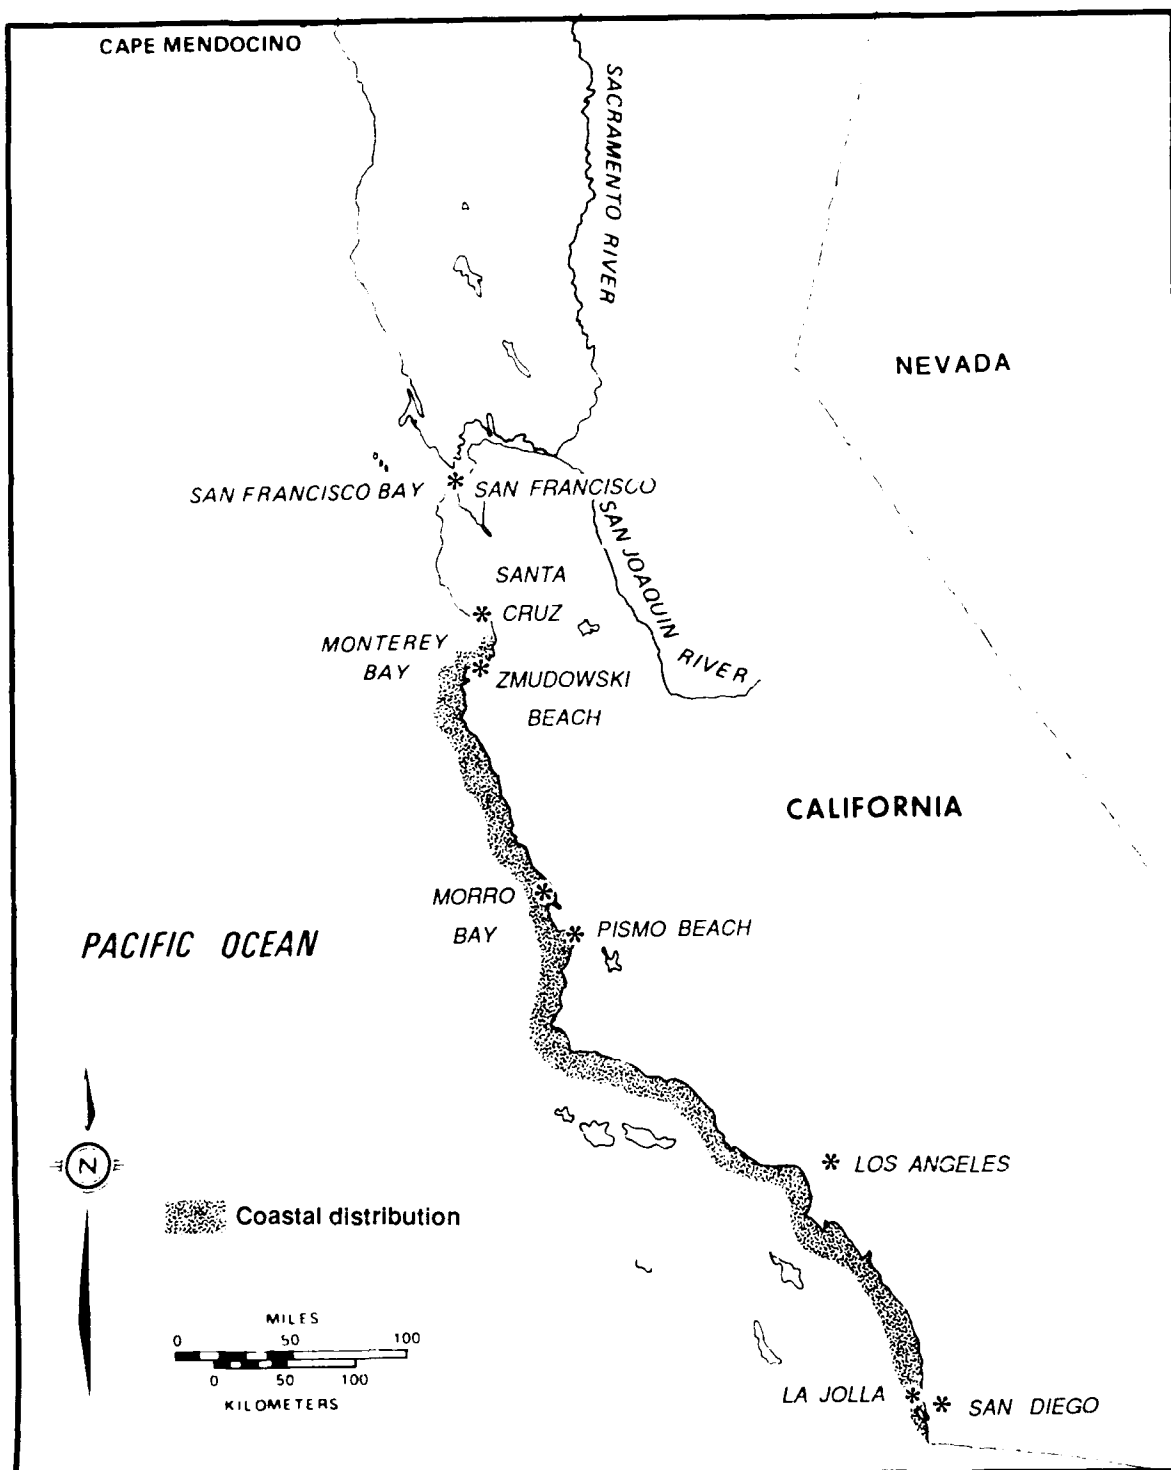 CAPE MENDOCINO
SACRAMENTO RIVER
NEVADA
SAN FRANCISCO BAY
SAN FRANCISCO
SAN JOAQUIN RIVER
SANTA
CRUZ
MONTEREY
BAY
ZMUDOWSKI
BEACH
CALIFORNIA
MORRO
BAY
PISMO BEACH
PACIFIC OCEAN
LOS ANGELES
N
Coastal distribution
MILES
0 50 100
0 50 100
KILOMETERS
LA JOLLA
SAN DIEGO